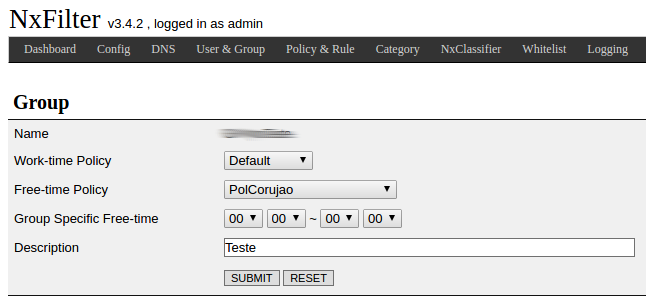 NxFilter v3.4.2 , logged in as admin
Dashboard Config DNS User & Group Policy & Rule Category NxClassifier Whitelist Logging
Group
Name
Work-time Policy Default
Free-time Policy PolCorujao
Group Specific Free-time 00 00 ~ 00 00
Description Teste
SUBMIT RESET